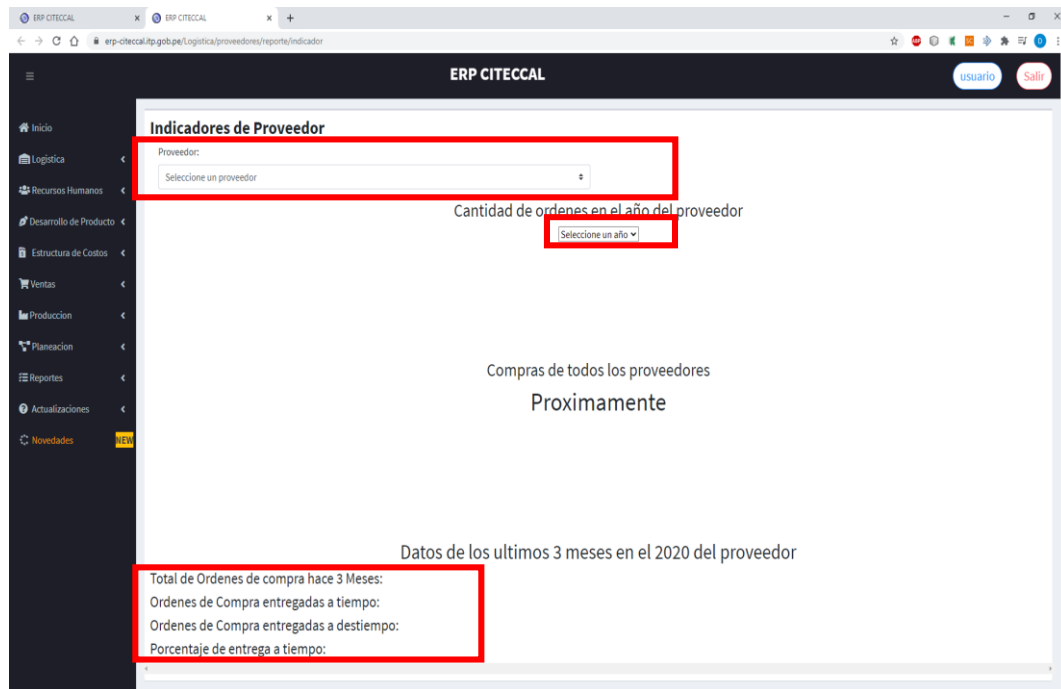 ERP CITECCAL
ERP CITECCAL
erp-citeccal.itp.gob.pe/Logistica/proveedores/reporte/indicador
ERP CITECCAL
usuario
Salir
Inicio
Logistica
Recursos Humanos
Desarrollo de Producto
Estructura de Costos
Ventas
Produccion
Planeacion
Reportes
Actualizaciones
Novedades
NEW
Indicadores de Proveedor
Proveedor:
Seleccione un proveedor
Cantidad de ordenes en el año del proveedor
Seleccione un año
Compras de todos los proveedores
Proximamente
Datos de los ultimos 3 meses en el 2020 del proveedor
Total de Ordenes de compra hace 3 Meses:
Ordenes de Compra entregadas a tiempo:
Ordenes de Compra entregadas a destiempo:
Porcentaje de entrega a tiempo: